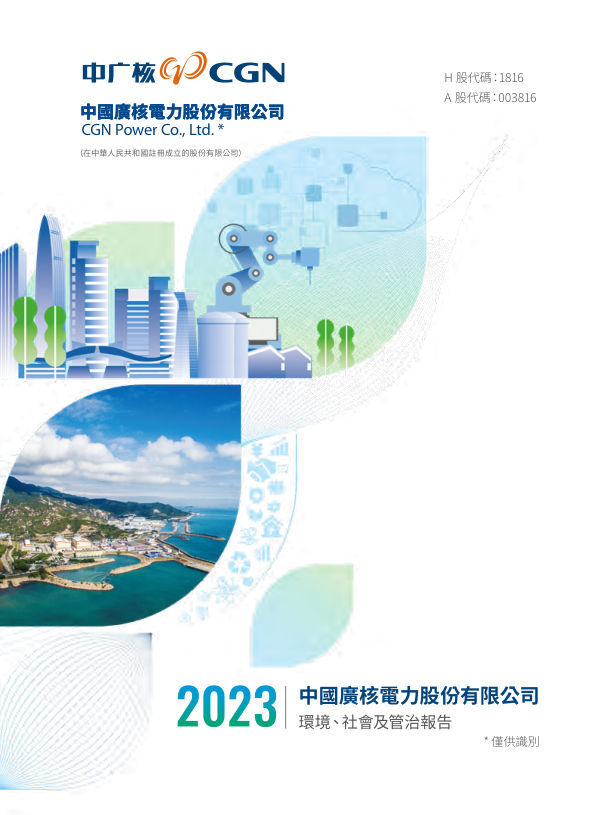 中广核 CGN
H 股代碼：1816
A 股代碼：003816
中國廣核電力股份有限公司
CGN Power Co., Ltd. *
(在中華人民共和國註冊成立的股份有限公司)
2023
中國廣核電力股份有限公司
環境、社會及管治報告
* 僅供識別